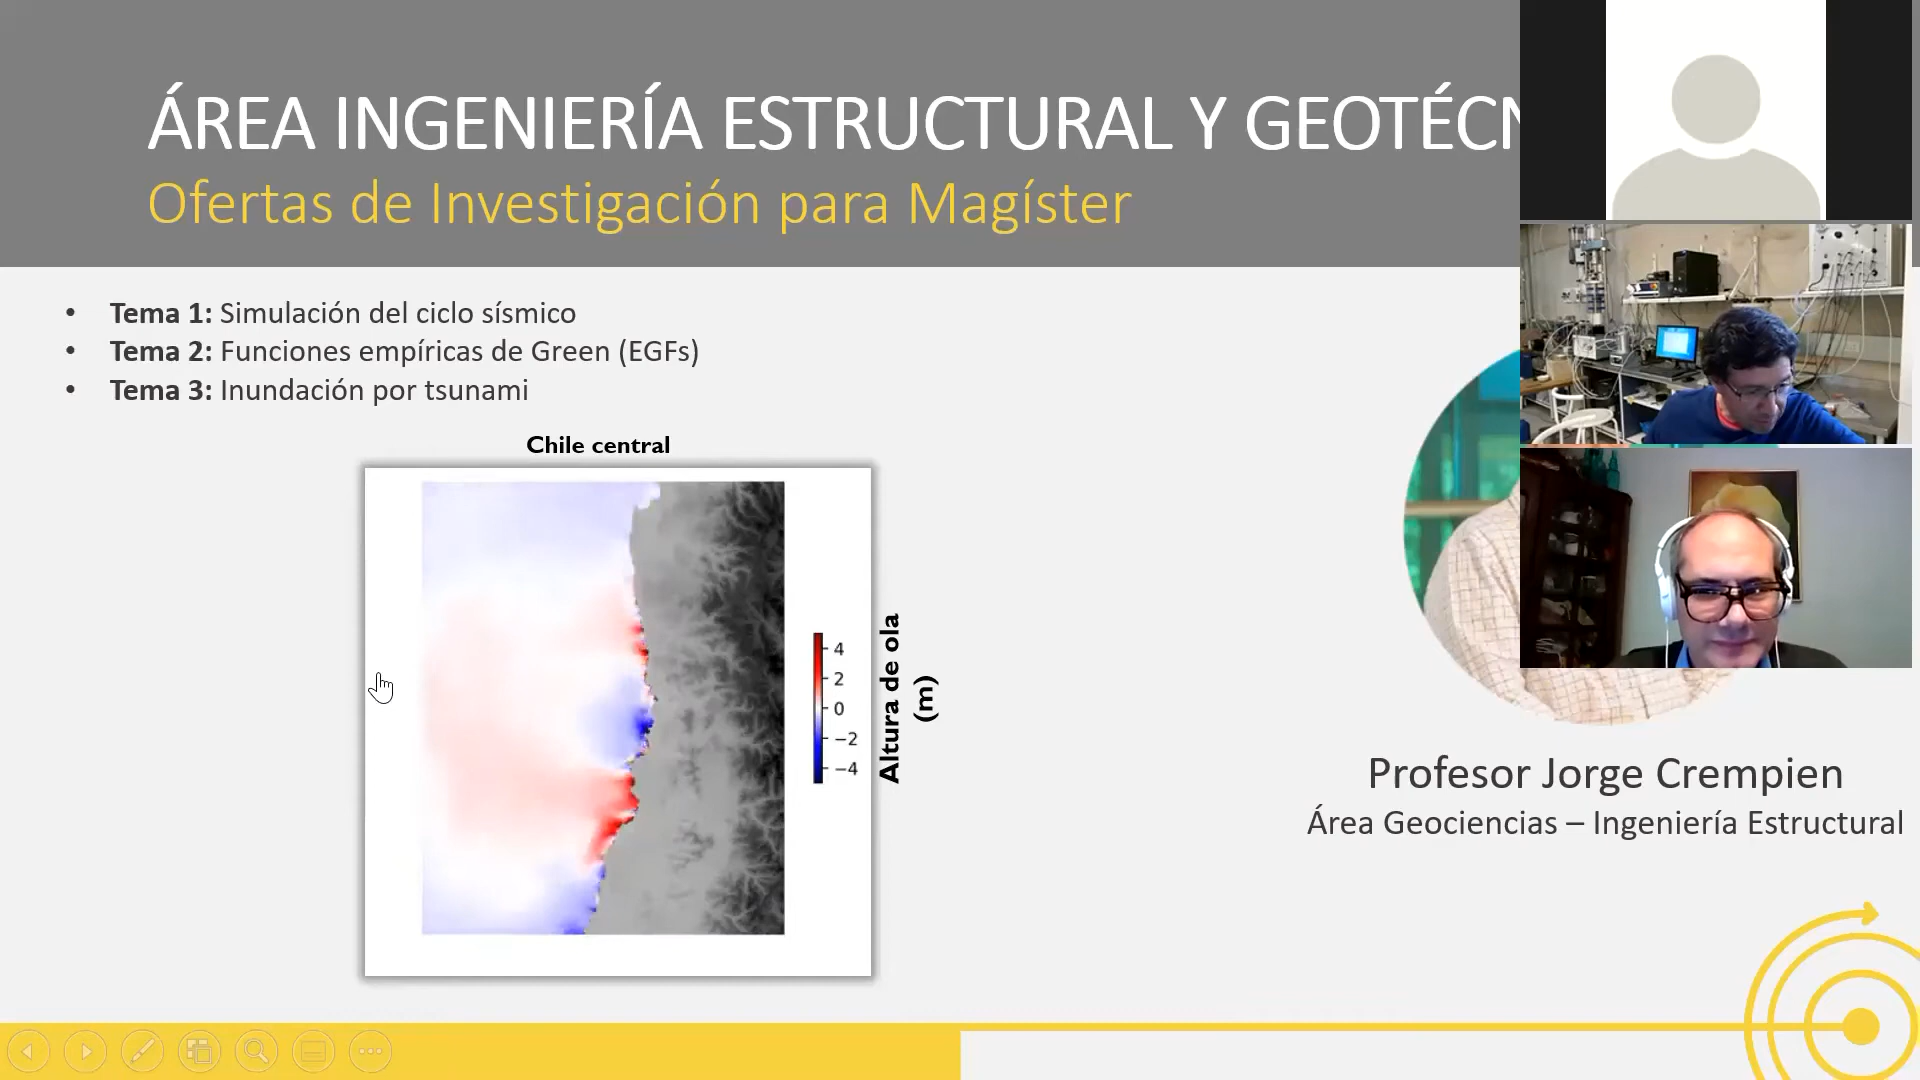 ÁREA INGENIERÍA ESTRUCTURAL Y GEOTÉCN
Ofertas de Investigación para Magíster
• Tema 1: Simulación del ciclo sísmico
• Tema 2: Funciones empíricas de Green (EGFs)
• Tema 3: Inundación por tsunami
Chile central
4
2
0
−2
−4
Altura de ola
(m)
Profesor Jorge Crempien
Área Geociencias – Ingeniería Estructural